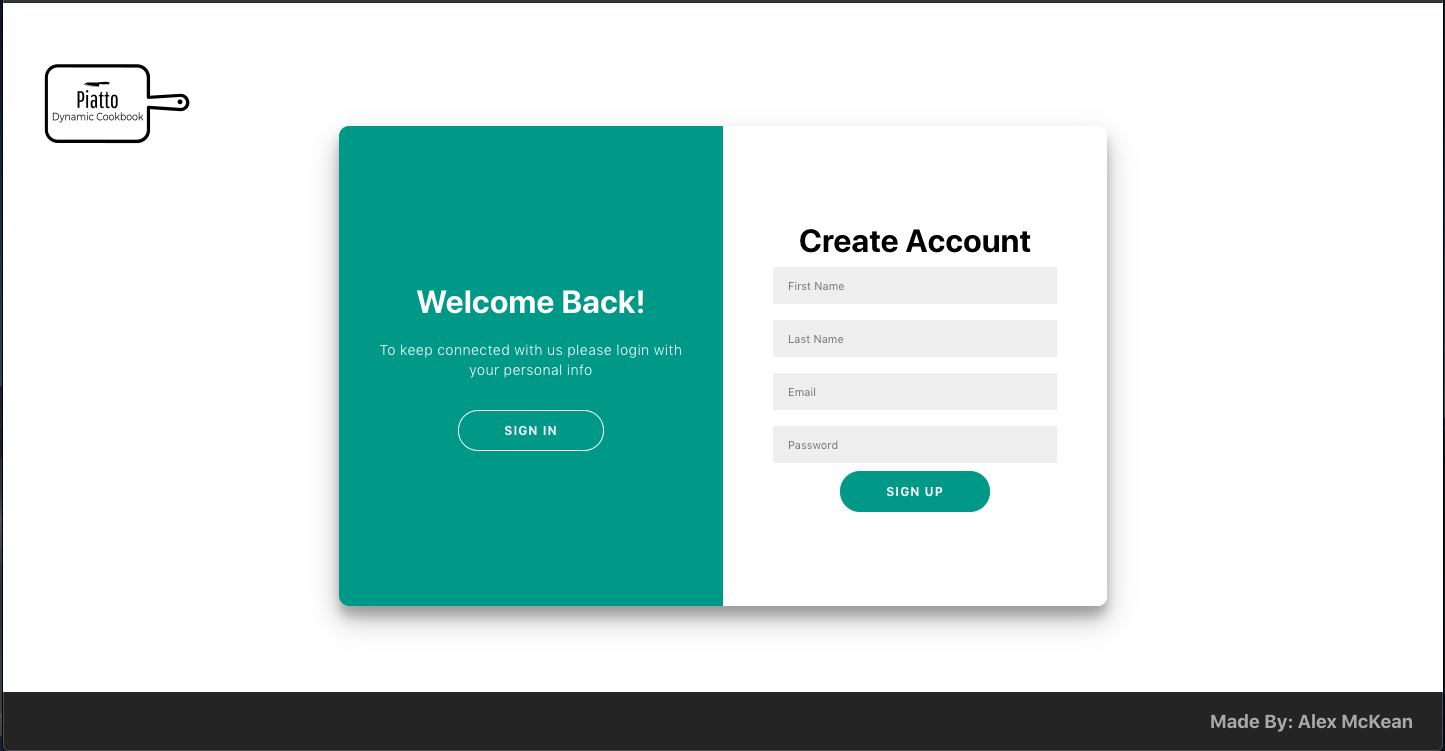 Piatto
Dynamic Cookbook
Welcome Back!
To keep connected with us please login with
your personal info
SIGN IN
Create Account
First Name
Last Name
Email
Password
SIGN UP
Made By: Alex McKean